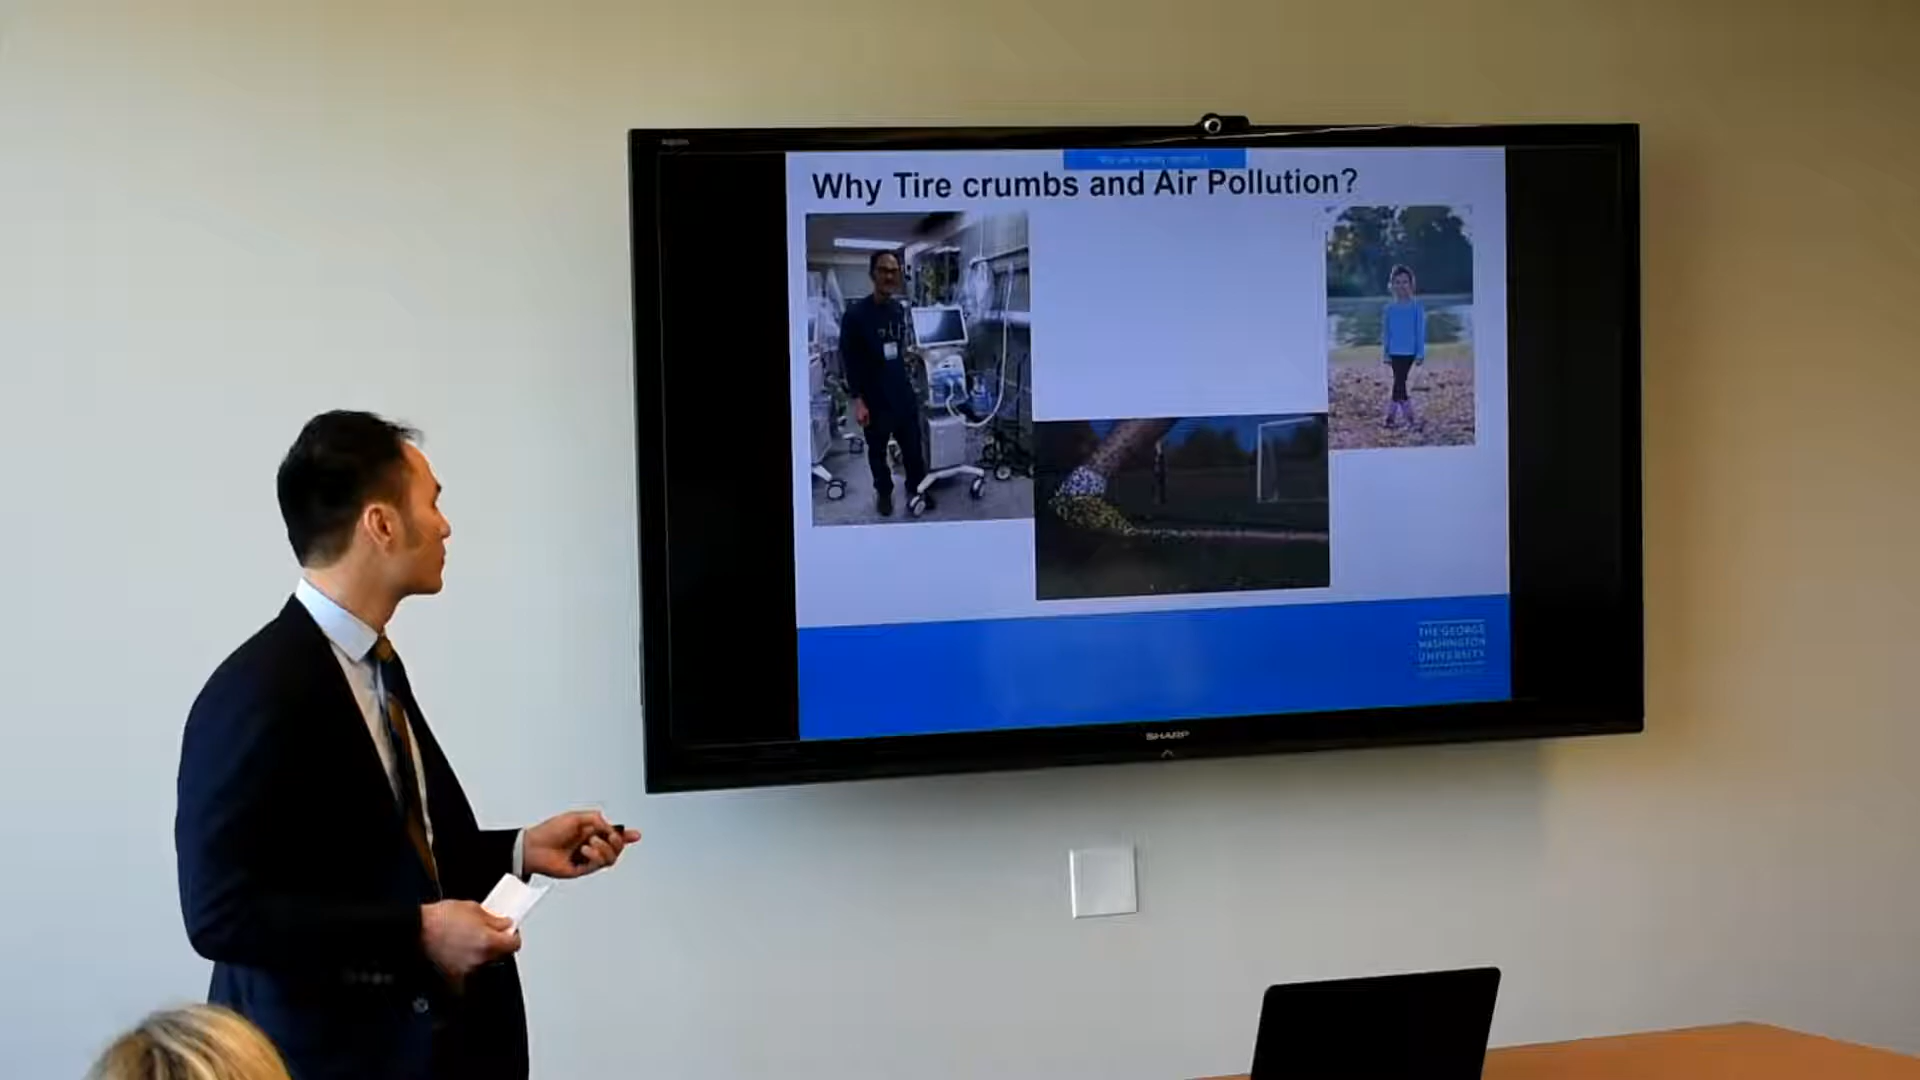 Why Tire crumbs and Air Pollution?
THE GEORGE
WASHINGTON
UNIVERSITY
SHARP